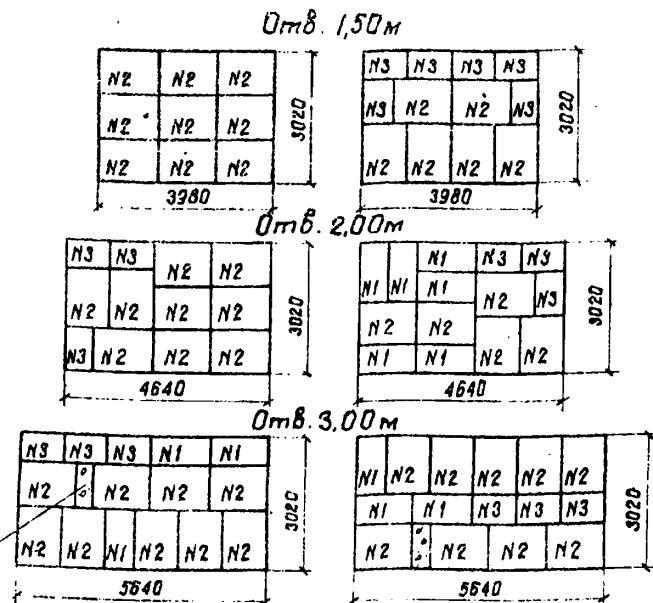 Отв. 1,50м
N2 N2 N2
N2 N2 N2
N2 N2 N2
3020
3980
N3 N3 N3 N3
N3 N2 N2 N3
N2 N2 N2 N2
3020
3980
Отв. 2,00м
N3 N3 N2 N2
N2 N2 N2 N2
N3 N2 N2 N2
3020
4640
N1 N3 N3
N1 N1 N1 N2 N3
N2 N2
N1 N1 N2 N2
3020
4640
Отв. 3,00м
N3 N3 N3 N1 N1
N2 N2 N2 N2
N2 N2 N1 N2 N2 N2
3020
5640
N1 N2 N2 N2 N2 N2
N1 N1 N3 N3 N3
N2 N2 N2 N2
3020
5640